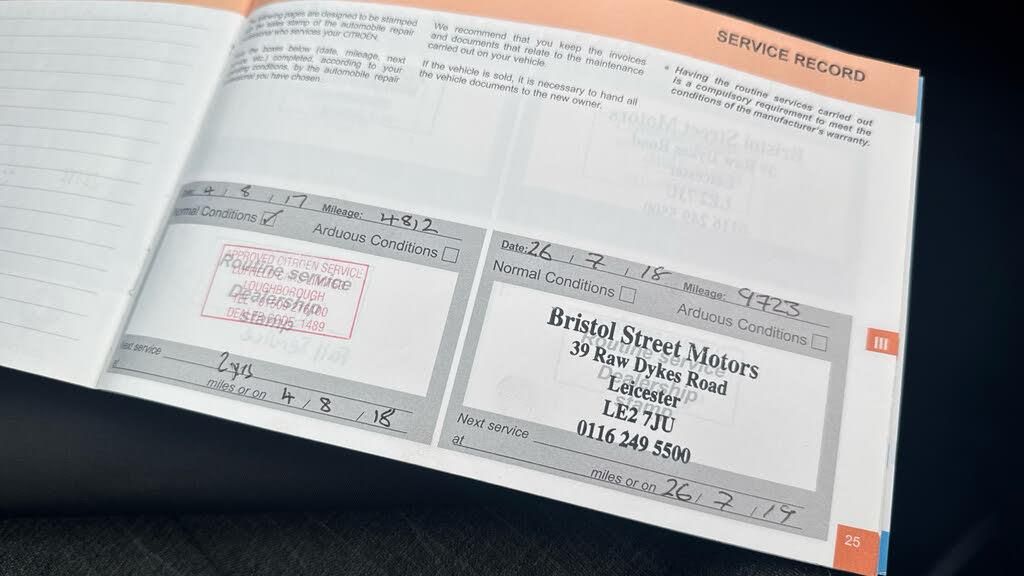 SERVICE RECORD
following pages are designed to be stamped
the sales stamp of the automobile repair
who services your CITROËN.
the boxes below (date, mileage, next
etc.) completed, according to your
conditions, by the automobile repair
you have chosen.
We recommend that you keep the invoices
and documents that relate to the maintenance
carried out on your vehicle.
If the vehicle is sold, it is necessary to hand all
the vehicle documents to the new owner.
* Having the routine services carried out
is a compulsory requirement to meet the
conditions of the manufacturer's warranty.
4 / 8 / 17 Mileage: 4812
Normal Conditions ✓
Arduous Conditions
APPROVED CITROEN SERVICE
Routine service
LOUGHBOROUGH
Dealership
stamp
DEALER CODE 1489
Next service 2yrs
at
miles or on 4 / 8 / 18
Date: 26 / 7 / 18 Mileage: 9723
Normal Conditions
Arduous Conditions
Routine Service
Dealership
stamp
Bristol Street Motors
39 Raw Dykes Road
Leicester
LE2 7JU
0116 249 5500
Next service
at
miles or on 26 / 7 / 19
III
25